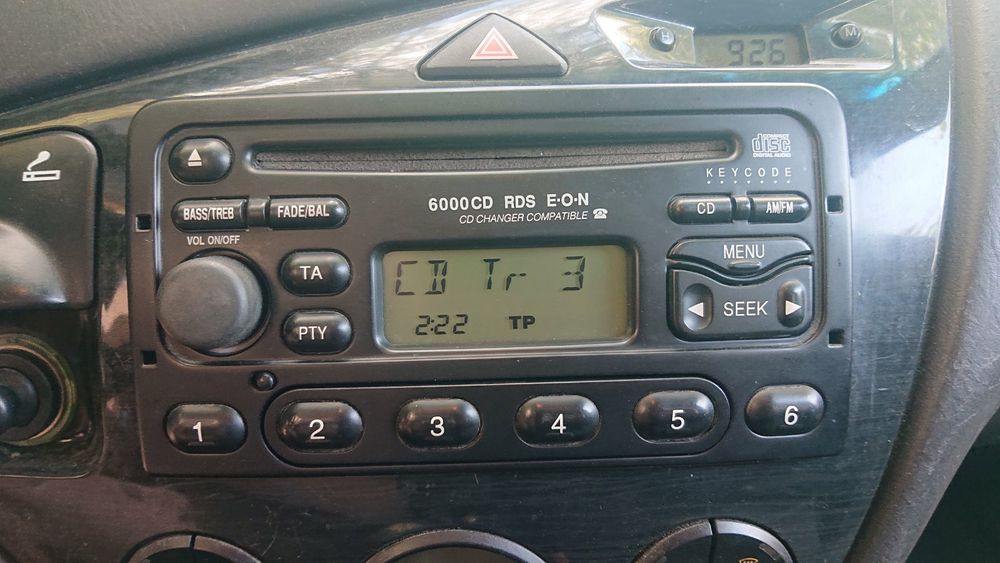 926
COMPACT
disc
DIGITAL AUDIO
KEYCODE
6000CD RDS E·O·N
CD CHANGER COMPATIBLE
BASS/TREB
FADE/BAL
CD
AM/FM
VOL ON/OFF
TA
PTY
CD Tr 3
2:22 TP
MENU
SEEK
1 2 3 4 5 6